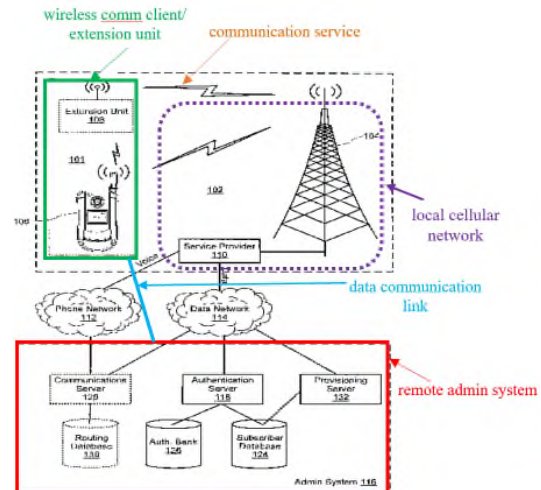 wireless comm client/
extension unit
communication service
Extension Unit
108
101
104
106
102
local cellular
network
Service Provider
110
Voice
Phone Network
112
Data Network
114
data communication
link
remote admin system
Communications
Server
Authentication
Server
118
Provisioning
Server
132
Routing
Database
Auth. Bank
126
Subscriber
Database
124
Admin System 116